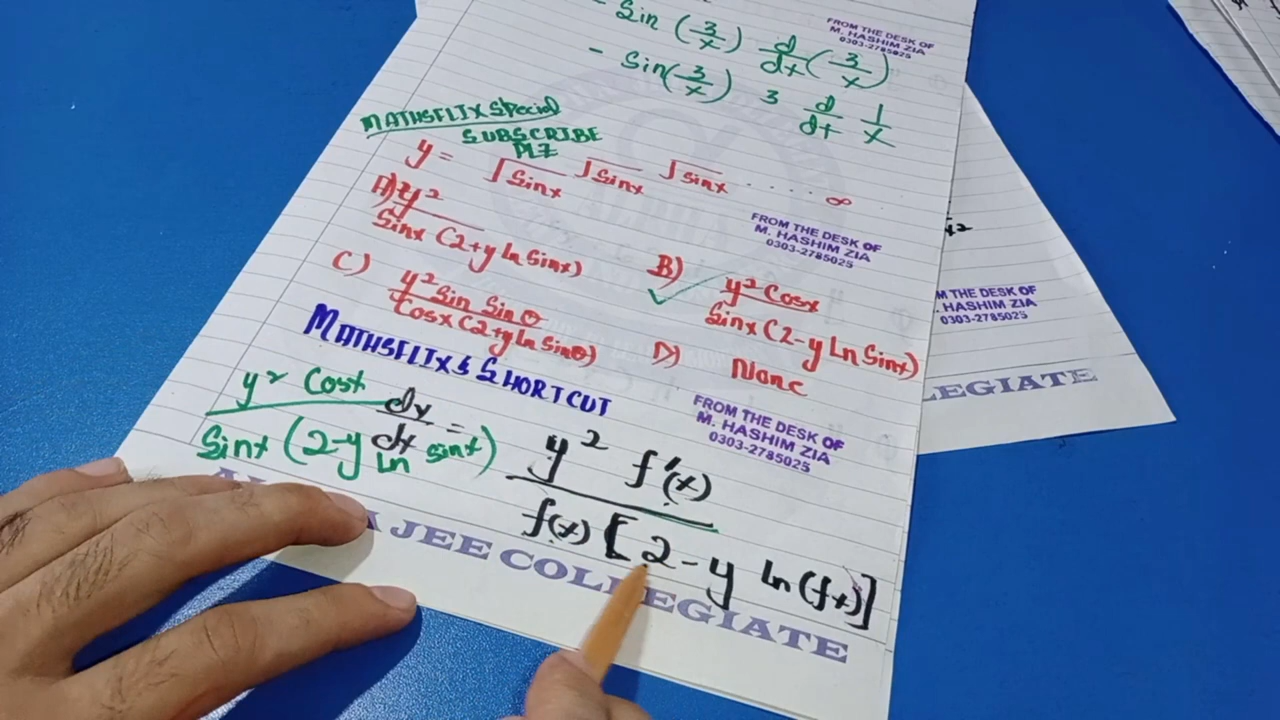 - Sin (3/x) d/dx (3/x)
FROM THE DESK OF
M. HASHIM ZIA
0303-2785025
- Sin(3/x) 3 d/dt 1/x
MATHSFLIX Special
SUBSCRIBE
PLZ
y = √Sinx √Sinx √Sinx ..... ∞
A) y²/Sinx (2+y ln Sinx)
FROM THE DESK OF
M. HASHIM ZIA
0303-2785025
B) y² Cosx/Sinx (2-y Ln Sinx)
C) y² Sin Sinθ/Cosx (2+y ln Sinθ)
D) None
MATHSFLIX'S SHORTCUT
FROM THE DESK OF
M. HASHIM ZIA
0303-2785025
y² Cosx/Sinx (2-y ln sinx)
dy/dx = y² f'(x)/f(x) [2-y ln(fx)]
JEE COLLEGIATE
M THE DESK OF
. HASHIM ZIA
0303-2785025
LEGIATE